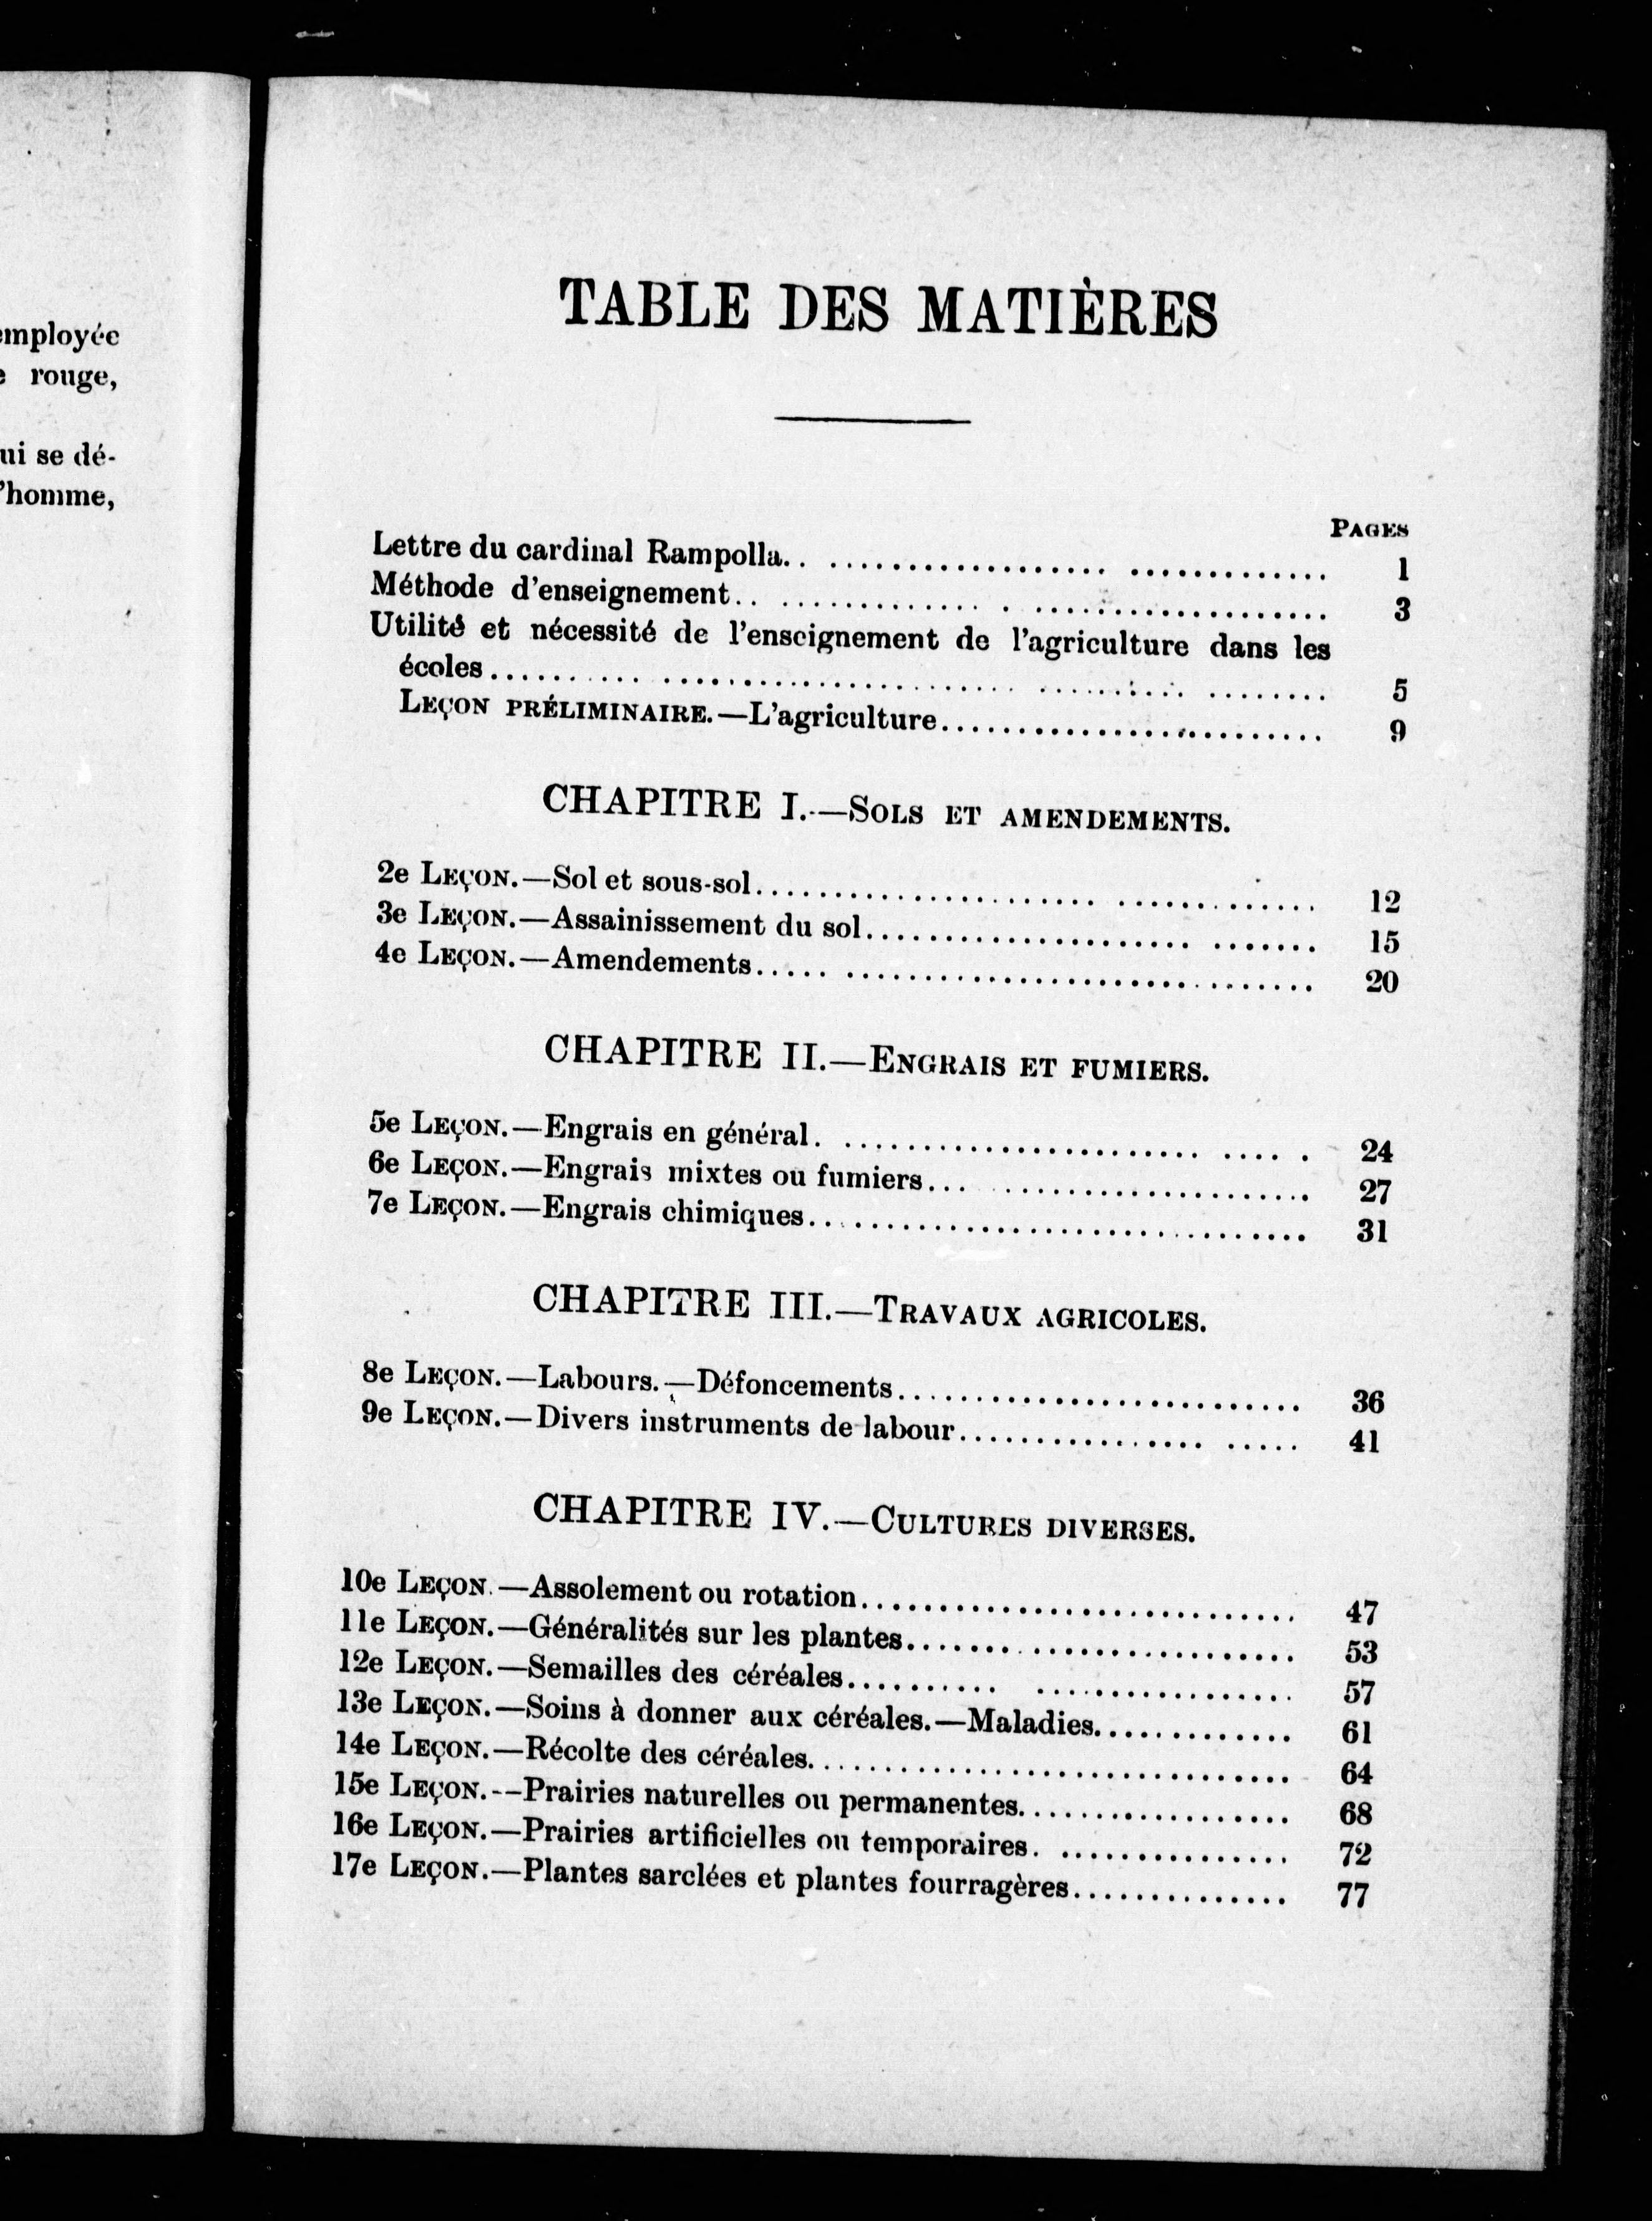 employée
rouge,
ui se dé-
l'homme,
TABLE DES MATIÈRES
PAGES
Lettre du cardinal Rampolla.. .................. ............. 1
Méthode d'enseignement.. ............. . ................... 3
Utilité et nécessité de l'enseignement de l'agriculture dans les
écoles.......... ....................... ......... ........ 5
LEÇON PRÉLIMINAIRE.—L'agriculture......................... 9
CHAPITRE I.—SOLS ET AMENDEMENTS.
2e LEÇON.—Sol et sous-sol...................... ............. 12
3e LEÇON.—Assainissement du sol..................... ....... 15
4e LEÇON.—Amendements..... .............................. 20
CHAPITRE II.—ENGRAIS ET FUMIERS.
5e LEÇON.—Engrais en général. ....................... .... . 24
6e LEÇON.—Engrais mixtes ou fumiers... .................... 27
7e LEÇON.—Engrais chimiques................................ 31
CHAPITRE III.—TRAVAUX AGRICOLES.
8e LEÇON.—Labours.—Défoncements.......................... 36
9e LEÇON.—Divers instruments de labour................ ..... 41
CHAPITRE IV.—CULTURES DIVERSES.
10e LEÇON.—Assolement ou rotation............................ 47
11e LEÇON.—Généralités sur les plantes....... ................. 53
12e LEÇON.—Semailles des céréales.......... ................. 57
13e LEÇON.—Soins à donner aux céréales.—Maladies............. 61
14e LEÇON.—Récolte des céréales............................... 64
15e LEÇON.--Prairies naturelles ou permanentes.................. 68
16e LEÇON.—Prairies artificielles ou temporaires. ............... 72
17e LEÇON.—Plantes sarclées et plantes fourragères.............. 77